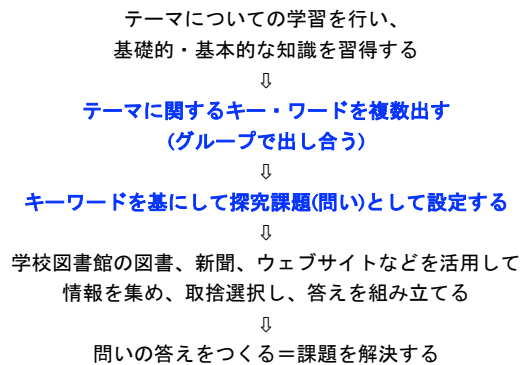 テーマについての学習を行い、
基礎的・基本的な知識を習得する
⇩
テーマに関するキー・ワードを複数出す
(グループで出し合う)
⇩
キーワードを基にして探究課題(問い)として設定する
⇩
学校図書館の図書、新聞、ウェブサイトなどを活用して
情報を集め、取捨選択し、答えを組み立てる
⇩
問いの答えをつくる＝課題を解決する